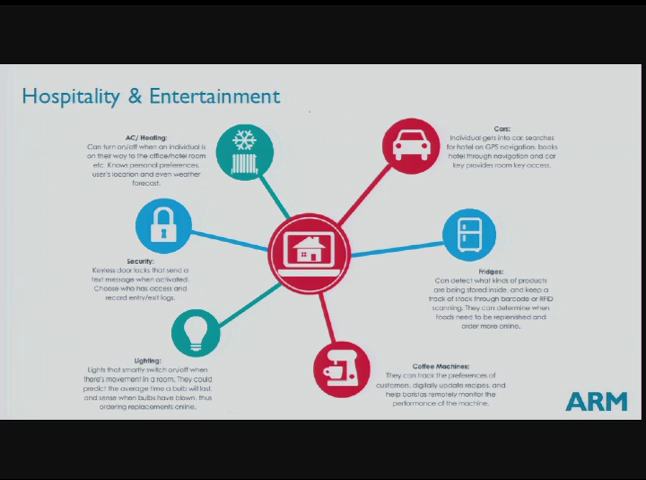 Hospitality & Entertainment
AC/ Heating:
Can turn on/off when an individual is
on their way to the office/hotel room
etc. Knows personal preferences,
user's location and even weather
forecast.
Cars:
Individual gets into car, searches
for hotel on GPS navigation, books
hotel through navigation and car
key provides room key access.
Security:
Keyless door locks that send a
text message when activated.
Choose who has access and
record entry/exit logs.
Fridges:
Can detect what kinds of products
are being stored inside, and keep a
track of stock through barcode or RFID
scanning. They can determine when
foods need to be replenished and
order more online.
Lighting:
Lights that smartly switch on/off when
there's movement in a room. They could
predict the average time a bulb will last,
and sense when bulbs have blown, thus
ordering replacements online.
Coffee Machines:
They can track the preferences of
customers, digitally update recipes, and
help baristas remotely monitor the
performance of the machine.
ARM